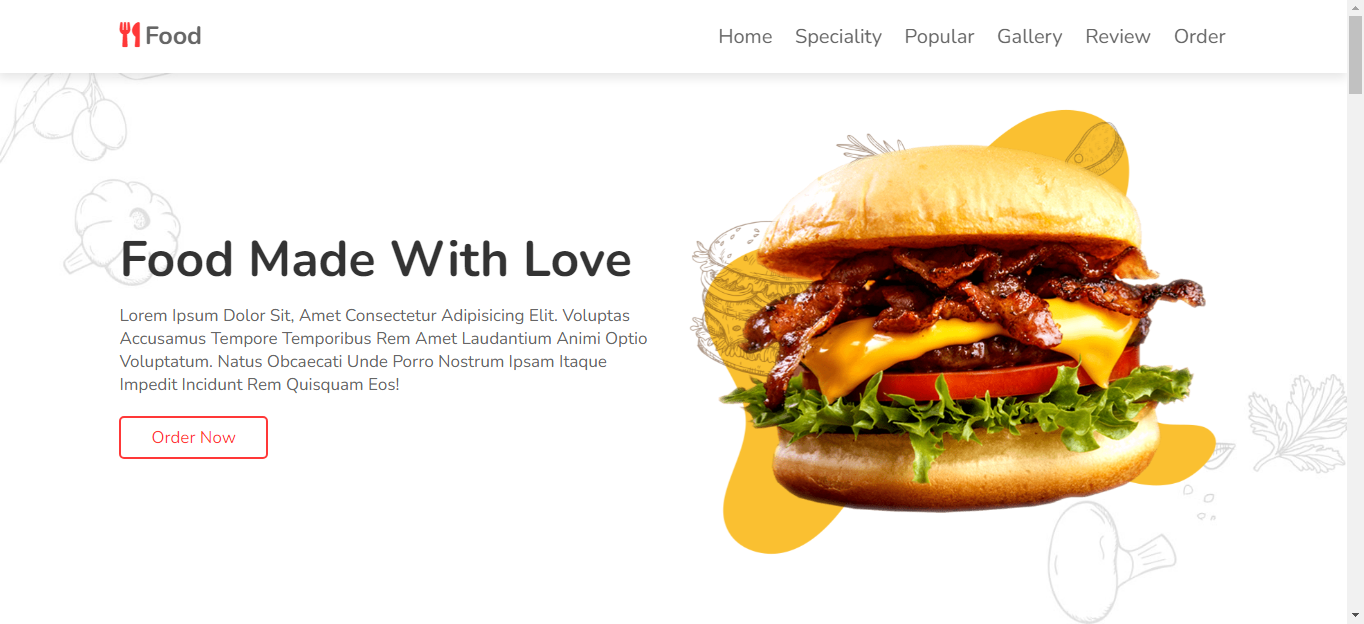 Food
Home Speciality Popular Gallery Review Order
Food Made With Love
Lorem Ipsum Dolor Sit, Amet Consectetur Adipisicing Elit. Voluptas
Accusamus Tempore Temporibus Rem Amet Laudantium Animi Optio
Voluptatum. Natus Obcaecati Unde Porro Nostrum Ipsam Itaque
Impedit Incidunt Rem Quisquam Eos!
Order Now